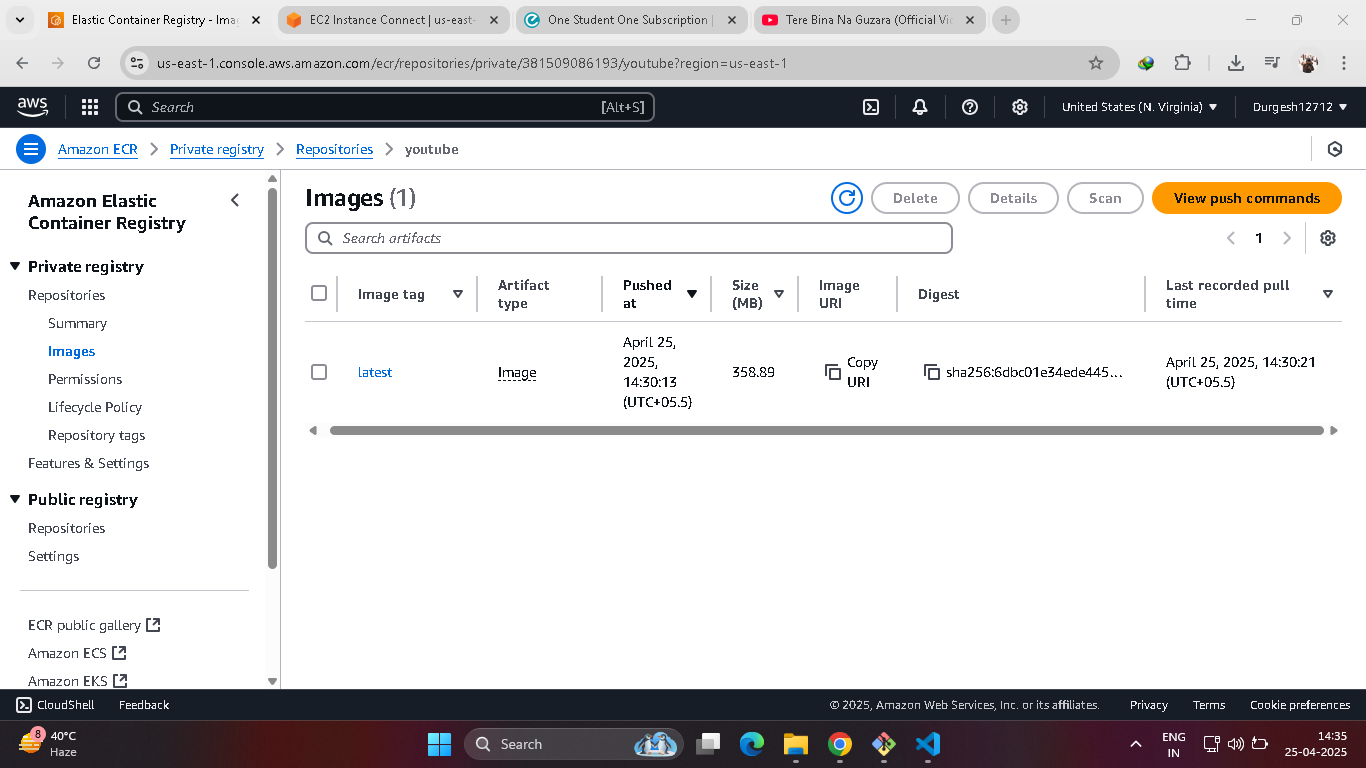 Elastic Container Registry - Ima
EC2 Instance Connect | us-east-
One Student One Subscription |
Tere Bina Na Guzara (Official Vi
us-east-1.console.aws.amazon.com/ecr/repositories/private/381509086193/youtube?region=us-east-1
aws
Search
[Alt+S]
United States (N. Virginia)
Durgesh12712
Amazon ECR
Private registry
Repositories
youtube
Amazon Elastic
Container Registry
Private registry
Repositories
Summary
Images
Permissions
Lifecycle Policy
Repository tags
Features & Settings
Public registry
Repositories
Settings
ECR public gallery
Amazon ECS
Amazon EKS
Images (1)
Delete
Details
Scan
View push commands
Search artifacts
1
Image tag
Artifact
type
Pushed
at
Size
(MB)
Image
URI
Digest
Last recorded pull
time
latest
Image
April 25,
2025,
14:30:13
(UTC+05.5)
358.89
Copy
URI
sha256:6dbc01e34ede445...
April 25, 2025, 14:30:21
(UTC+05.5)
CloudShell
Feedback
© 2025, Amazon Web Services, Inc. or its affiliates.
Privacy
Terms
Cookie preferences
8
40°C
Haze
Search
ENG
IN
14:35
25-04-2025